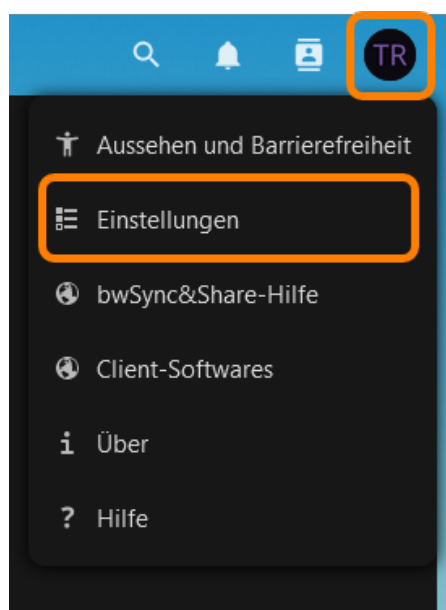 TR
Aussehen und Barrierefreiheit
Einstellungen
bwSync&Share-Hilfe
Client-Softwares
Über
Hilfe